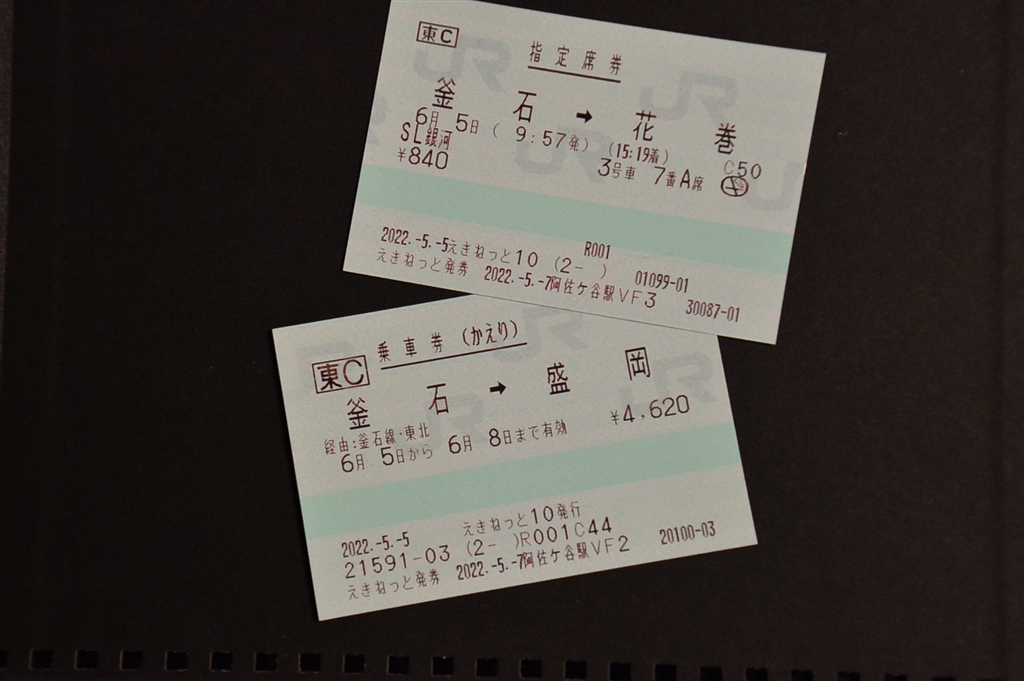 東C
指定席券
釜石 → 花巻
6月 5日 ( 9:57発) (15:19着) C50
SL銀河 3号車 7番A席
¥840
2022.-5.-5えきねっと10 (2- ) R001 01099-01
えきねっと発券 2022.-5.-7阿佐ケ谷駅VF3 30087-01
東C
乗車券 (かえり)
釜石 → 盛岡
経由:釜石線・東北 ¥4,620
6月 5日から 6月 8日まで有効
2022.-5.-5 えきねっと10発行
21591-03 (2- )R001C44 20100-03
えきねっと発券 2022.-5.-7阿佐ケ谷駅VF2
JR